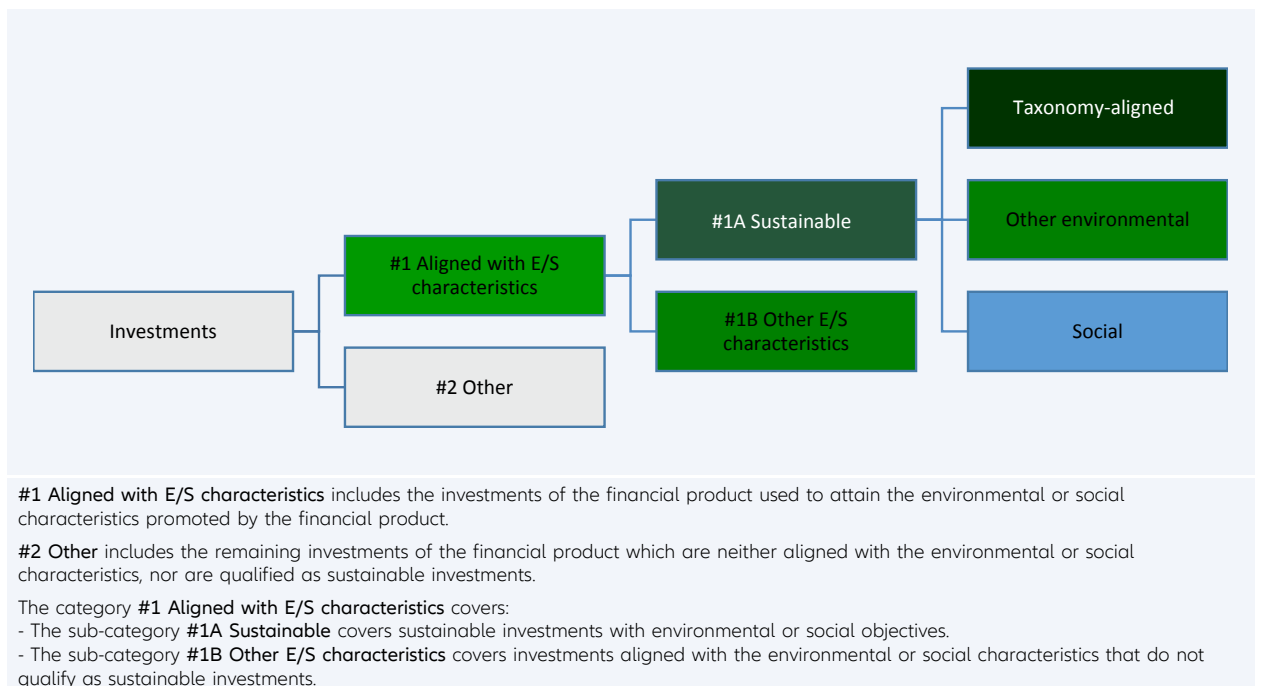 Taxonomy-aligned
#1A Sustainable
Other environmental
#1 Aligned with E/S
characteristics
Investments
#1B Other E/S
characteristics
Social
#2 Other
#1 Aligned with E/S characteristics includes the investments of the financial product used to attain the environmental or social
characteristics promoted by the financial product.
#2 Other includes the remaining investments of the financial product which are neither aligned with the environmental or social
characteristics, nor are qualified as sustainable investments.
The category #1 Aligned with E/S characteristics covers:
- The sub-category #1A Sustainable covers sustainable investments with environmental or social objectives.
- The sub-category #1B Other E/S characteristics covers investments aligned with the environmental or social characteristics that do not
qualify as sustainable investments.